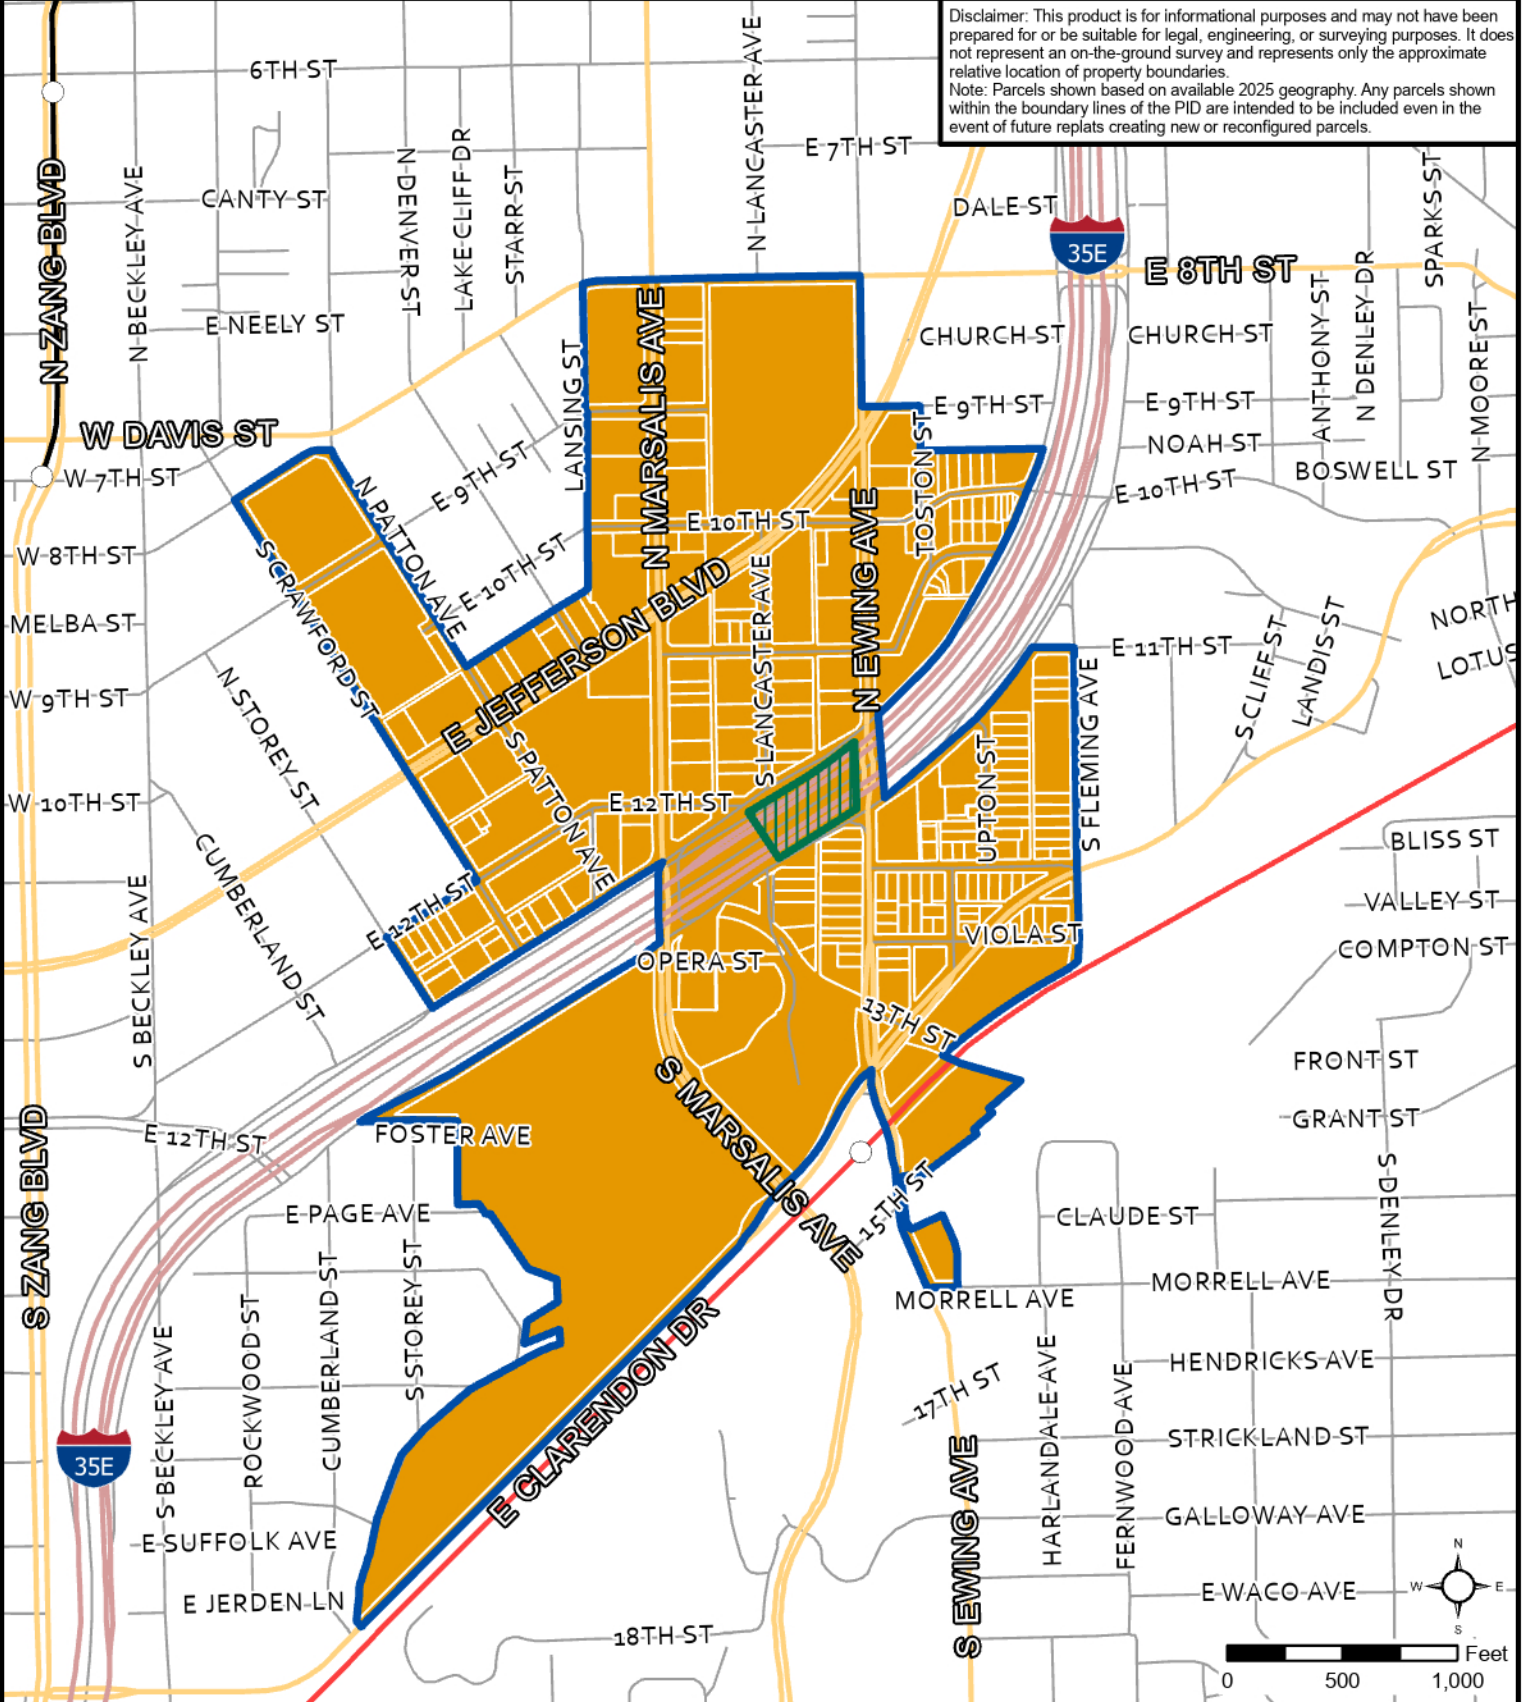 Disclaimer: This product is for informational purposes and may not have been
prepared for or be suitable for legal, engineering, or surveying purposes. It does
not represent an on-the-ground survey and represents only the approximate
relative location of property boundaries.
Note: Parcels shown based on available 2025 geography. Any parcels shown
within the boundary lines of the PID are intended to be included even in the
event of future replats creating new or reconfigured parcels.
6TH ST
N LANCASTER AVE
E 7TH ST
N ZANG BLVD
N BECKLEY AVE
CANTY ST
N DENVER ST
LAKE CLIFF DR
STARR ST
DALE ST
35E
E 8TH ST
SPARKS ST
E NEELY ST
LANSING ST
N MARSALIS AVE
CHURCH ST
CHURCH ST
ANTHONY ST
N DENLEY DR
N MOORE ST
W DAVIS ST
E 9TH ST
TOSTON ST
E 9TH ST
E 9TH ST
NOAH ST
W 7TH ST
BOSWELL ST
N PATTON AVE
E 10TH ST
E 10TH ST
E 10TH ST
N EWING AVE
W 8TH ST
S CRAWFORD ST
S LANCASTER AVE
MELBA ST
E JEFFERSON BLVD
NORTH
E 11TH ST
S CLIFF ST
LANDIS ST
LOTUS
W 9TH ST
N STOREY ST
S PATTON AVE
UPTON ST
S FLEMING AVE
W 10TH ST
E 12TH ST
CUMBERLAND ST
BLISS ST
S BECKLEY AVE
E 12TH ST
VALLEY ST
VIOLA ST
COMPTON ST
OPERA ST
13TH ST
S MARSALIS AVE
FRONT ST
GRANT ST
S ZANG BLVD
E 12TH ST
FOSTER AVE
15TH ST
S DENLEY DR
E PAGE AVE
CLAUDE ST
MORRELL AVE
MORRELL AVE
S BECKLEY AVE
ROCKWOOD ST
CUMBERLAND ST
S STOREY ST
E CLARENDON DR
17TH ST
HARLANDALE AVE
FERNWOOD AVE
HENDRICKS AVE
35E
S EWING AVE
STRICKLAND ST
GALLOWAY AVE
E SUFFOLK AVE
E JERDEN LN
E WACO AVE
18TH ST
N
W
E
S
Feet
0
500
1,000